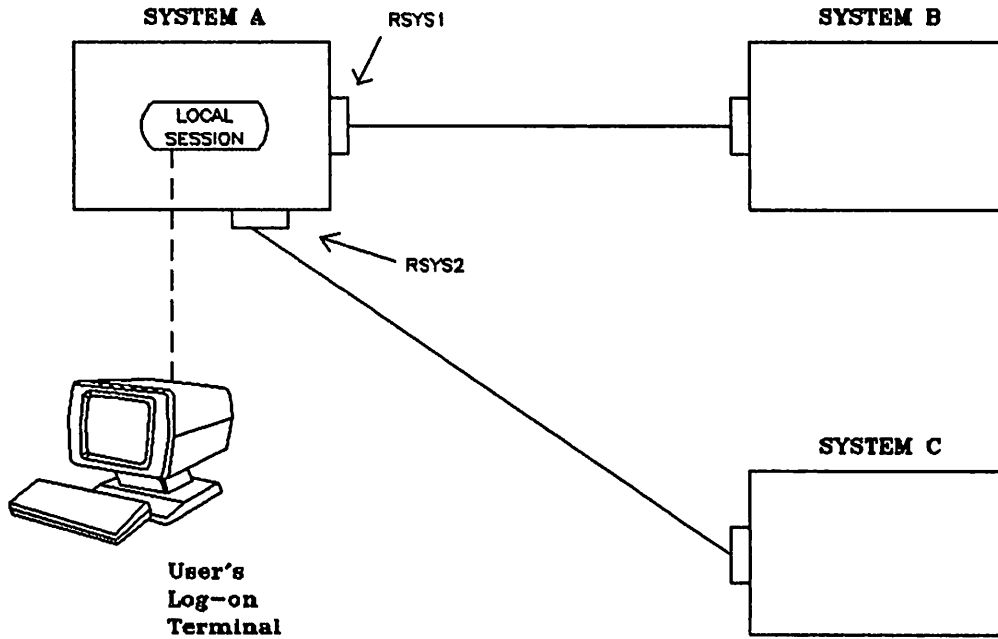 SYSTEM A
RSYS1
SYSTEM B
LOCAL
SESSION
RSYS2
SYSTEM C
User's
Log-on
Terminal